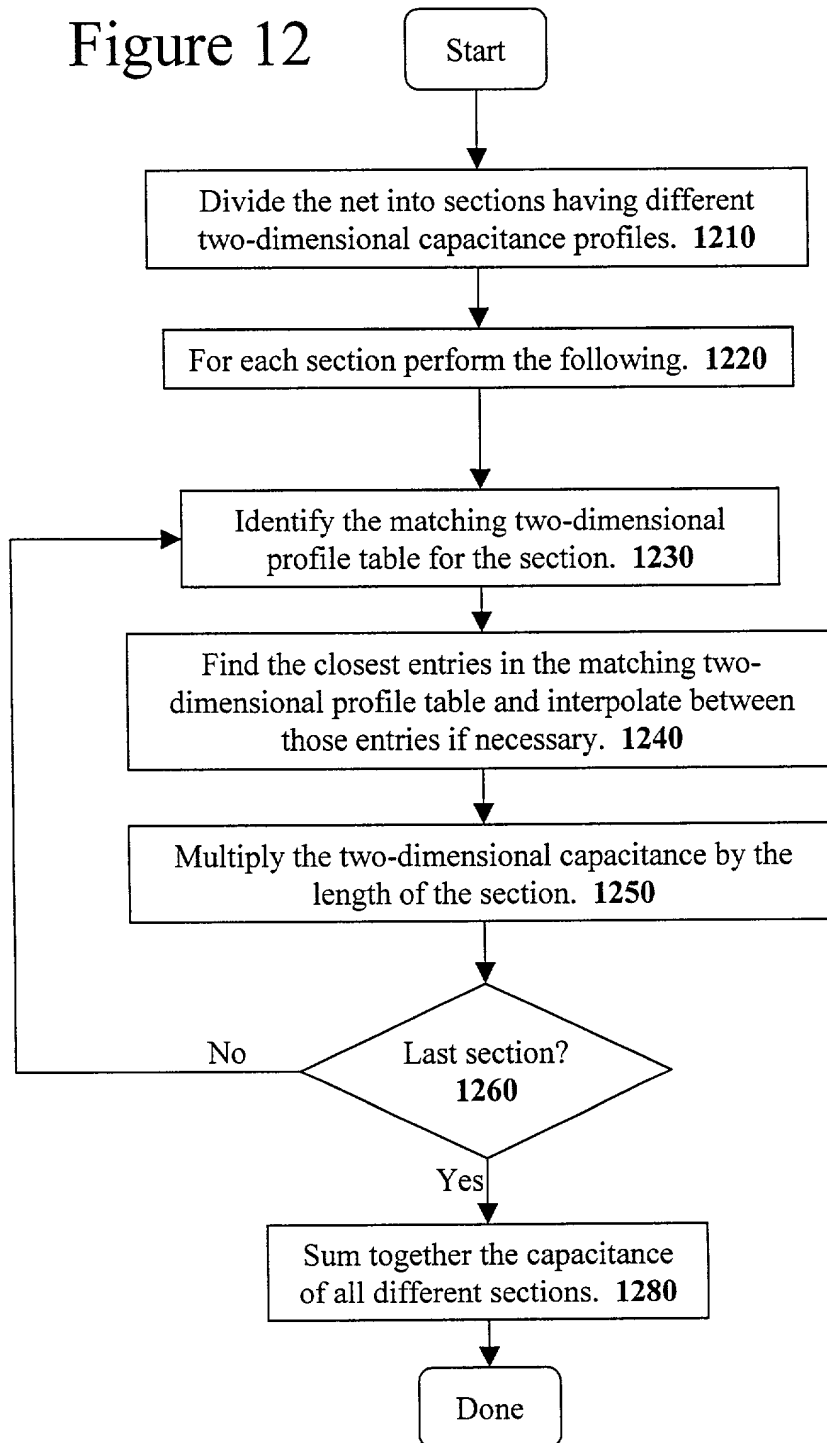 Figure 12
Start
Divide the net into sections having different
two-dimensional capacitance profiles. 1210
For each section perform the following. 1220
Identify the matching two-dimensional
profile table for the section. 1230
Find the closest entries in the matching two-
dimensional profile table and interpolate between
those entries if necessary. 1240
Multiply the two-dimensional capacitance by the
length of the section. 1250
No
Last section?
1260
Yes
Sum together the capacitance
of all different sections. 1280
Done